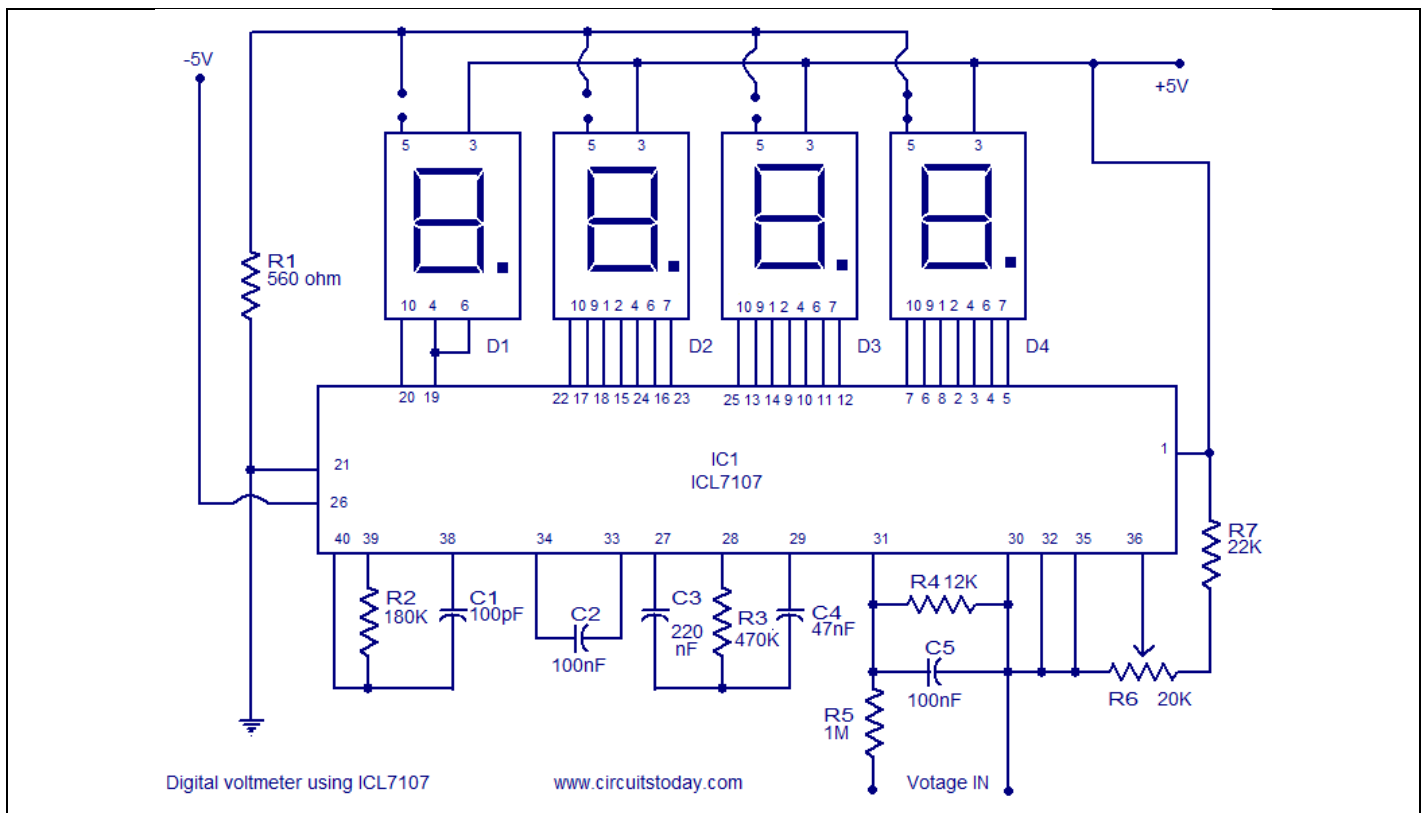 -5V
+5V
5 3
5 3
5 3
5 3
R1
560 ohm
10 4 6
10 9 1 2 4 6 7
10 9 1 2 4 6 7
10 9 1 2 4 6 7
D1
D2
D3
D4
20 19
22 17 18 15 24 16 23
25 13 14 9 10 11 12
7 6 8 2 3 4 5
21
26
IC1
ICL7107
1
40 39 38 34 33 27 28 29 31 30 32 35 36
R7
22K
R2
180K
C1
100pF
C2
100nF
C3
220
nF
R3
470K
C4
47nF
R4 12K
C5
100nF
R6 20K
R5
1M
Digital voltmeter using ICL7107
www.circuitstoday.com
Votage IN